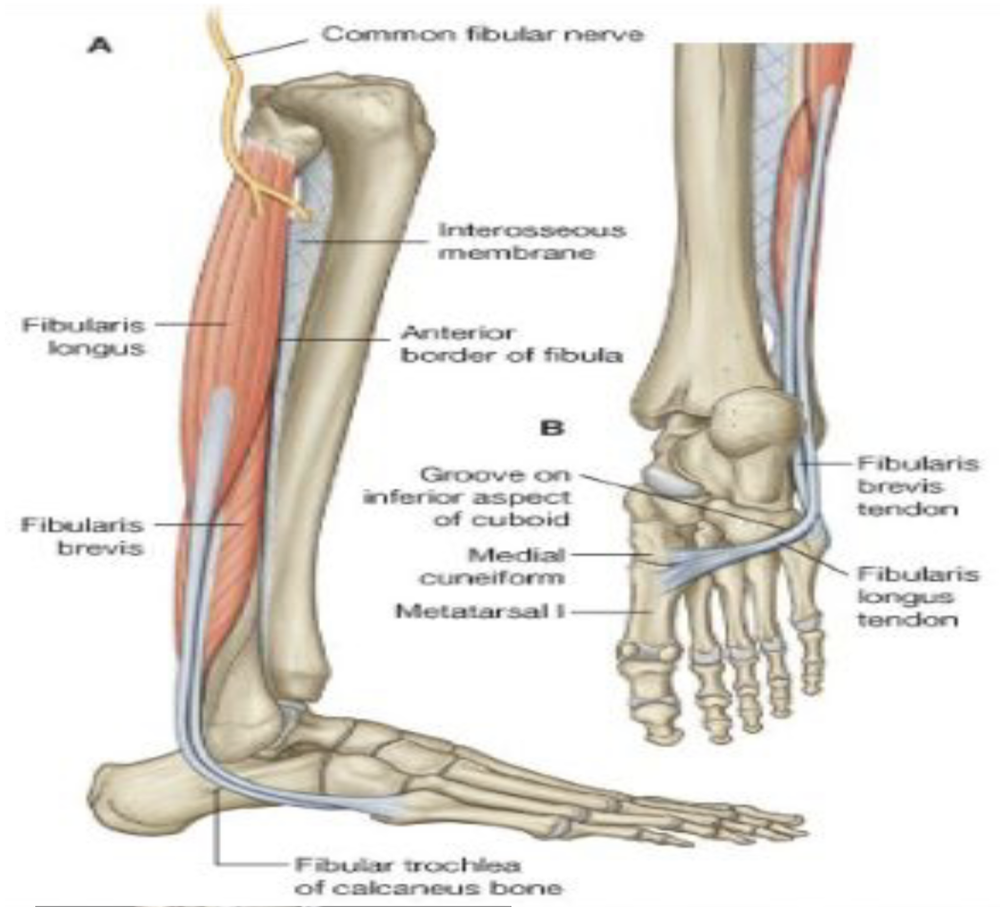 A
Common fibular nerve
Interosseous
membrane
Fibularis
longus
Anterior
border of fibula
Fibularis
brevis
Fibular trochlea
of calcaneus bone
B
Groove on
inferior aspect
of cuboid
Medial
cuneiform
Metatarsal I
Fibularis
brevis
tendon
Fibularis
longus
tendon